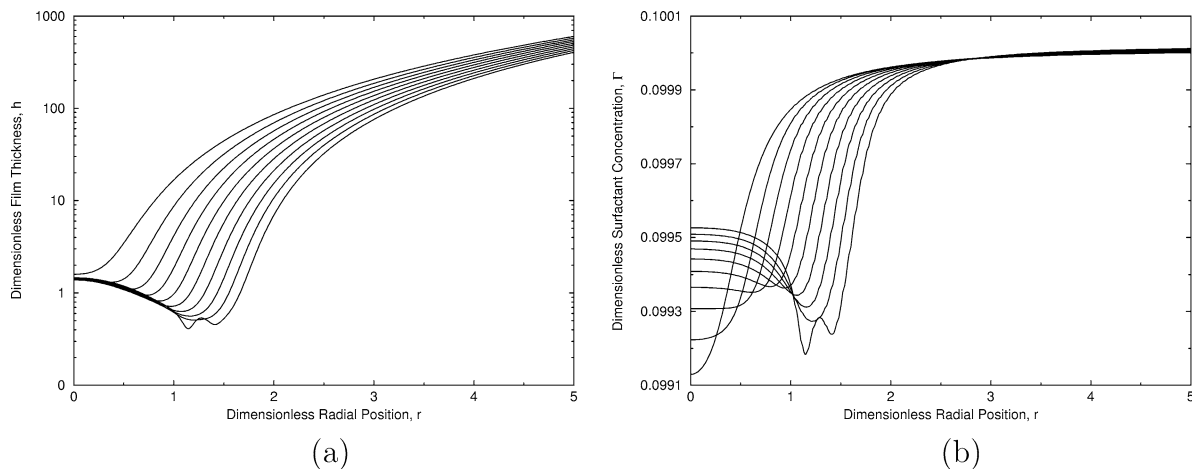 1000
100
10
1
0
0 1 2 3 4 5
Dimensionless Film Thickness, h
Dimensionless Radial Position, r
(a)
0.1001
0.0999
0.0997
0.0995
0.0993
0.0991
0 1 2 3 4 5
Dimensionless Surfactant Concentration, Γ
Dimensionless Radial Position, r
(b)